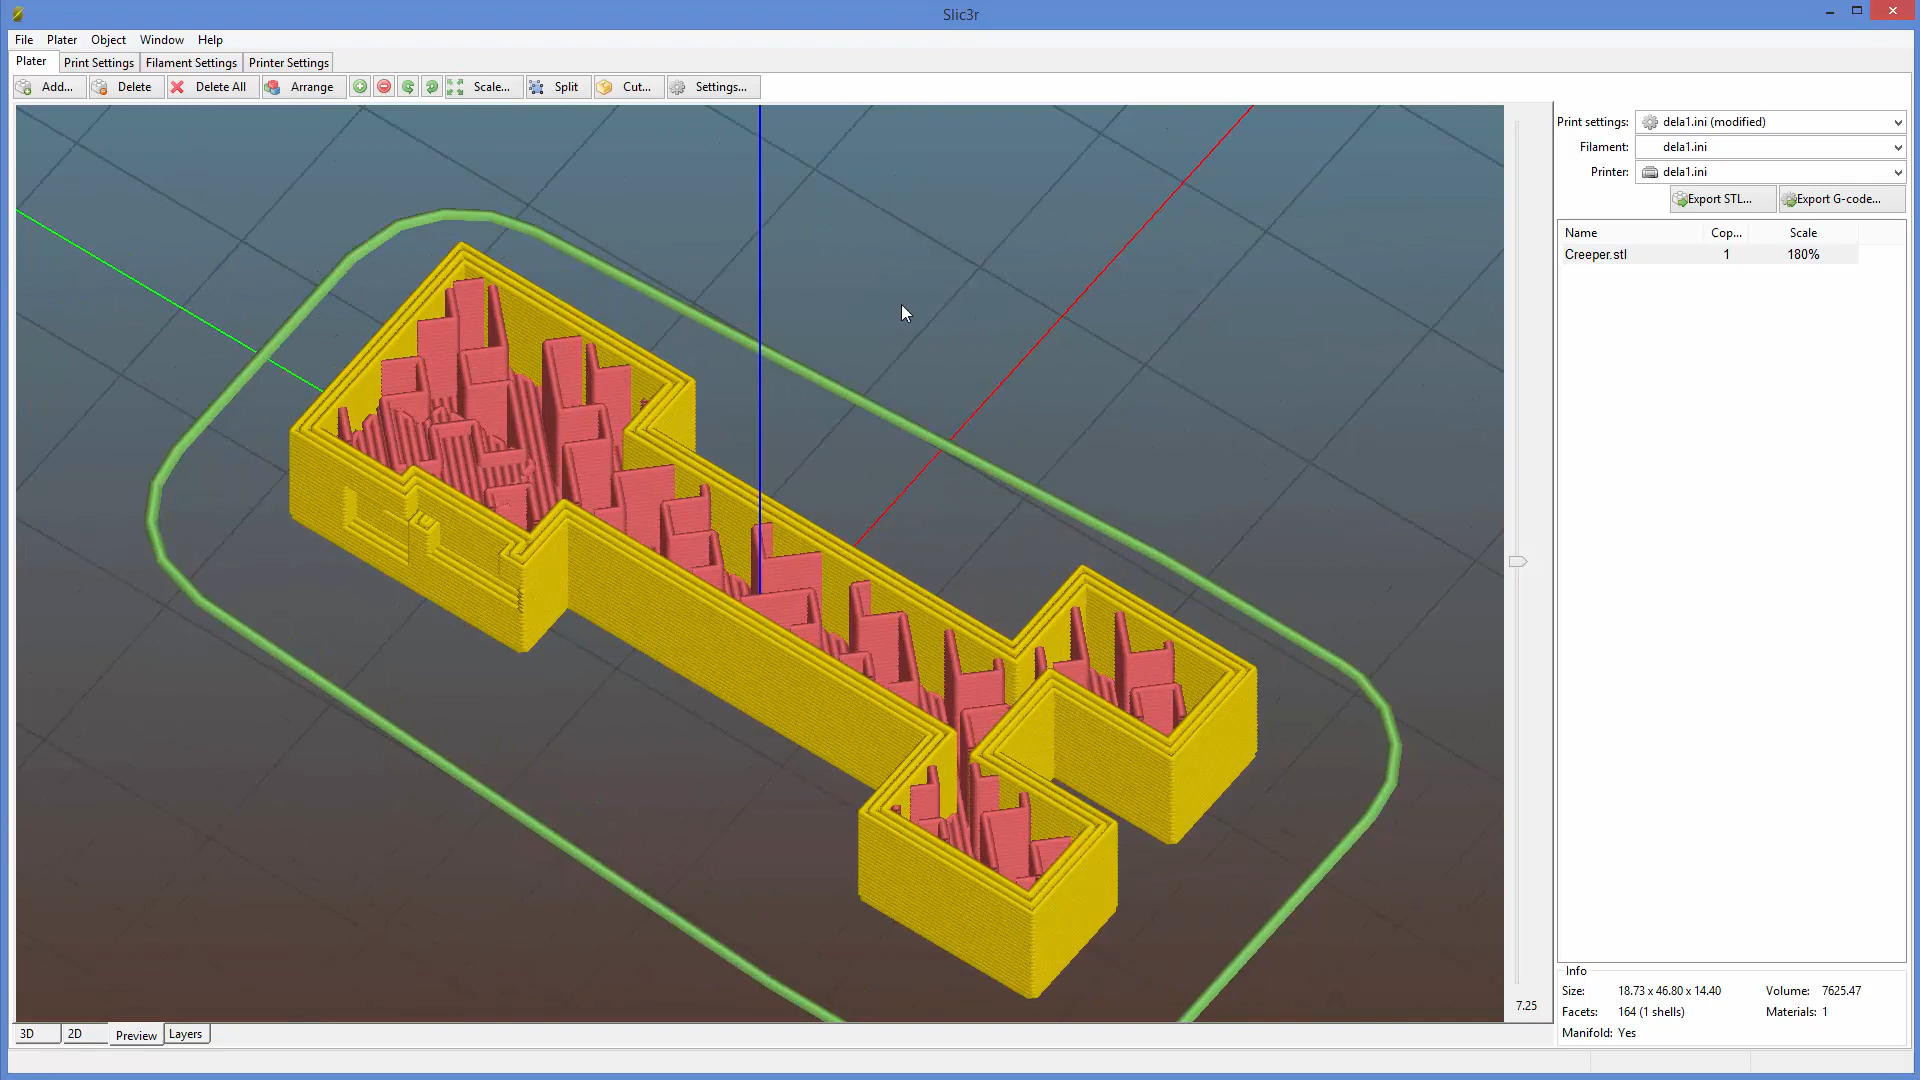 Slic3r
File Plater Object Window Help
Plater Print Settings Filament Settings Printer Settings
Add... Delete Delete All Arrange Scale... Split Cut... Settings...
Print settings: dela1.ini (modified)
Filament: dela1.ini
Printer: dela1.ini
Export STL... Export G-code...
Name Cop... Scale
Creeper.stl 1 180%
Info
Size: 18.73 x 46.80 x 14.40 Volume: 7625.47
Facets: 164 (1 shells) Materials: 1
Manifold: Yes
7.25
3D 2D Preview Layers